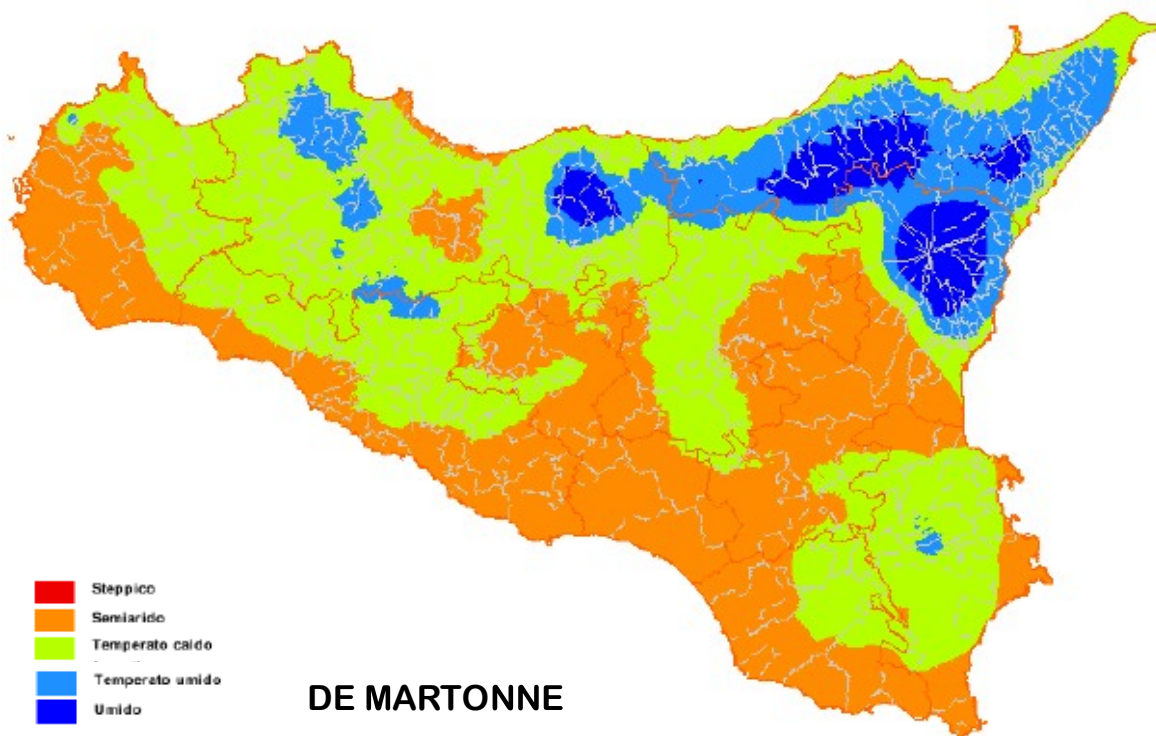 Steppico
Semiarido
Temperato caldo
Temperato umido
Umido
DE MARTONNE